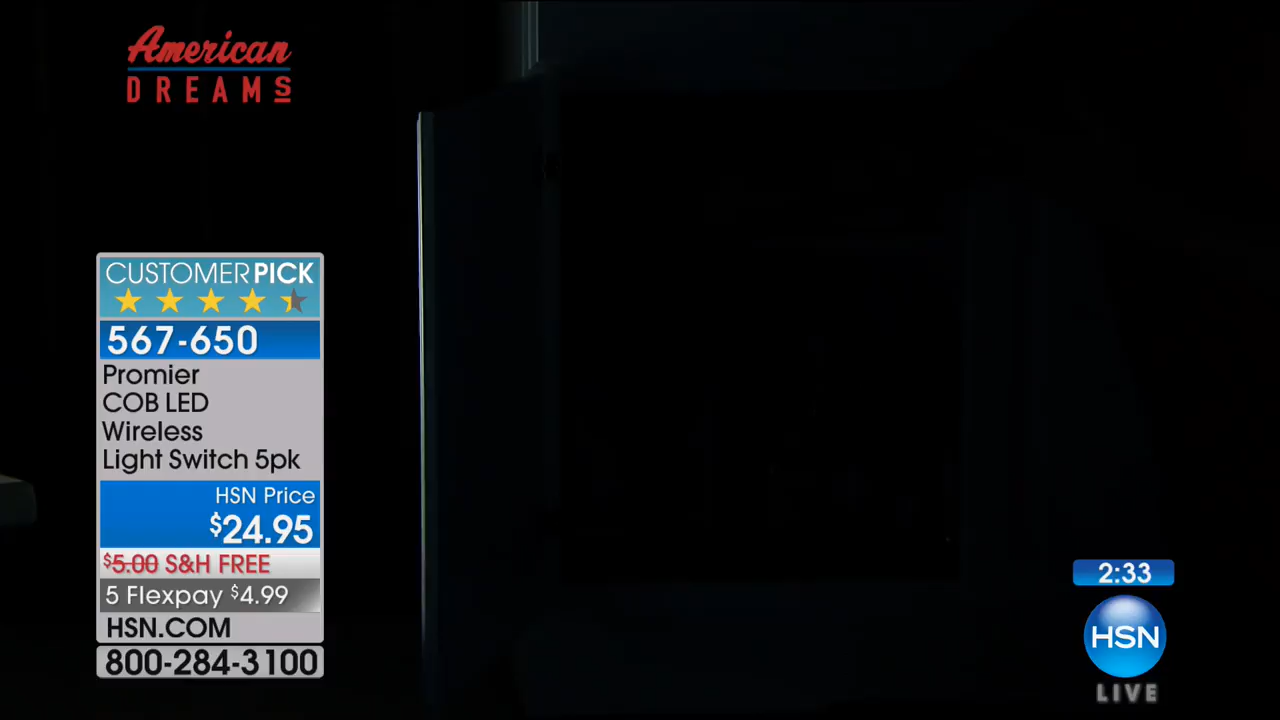 American
DREAMS
CUSTOMERPICK
567-650
Promier
COB LED
Wireless
Light Switch 5pk
HSN Price
$24.95
$5.00 S&H FREE
5 Flexpay $4.99
HSN.COM
800-284-3100
2:33
HSN
LIVE